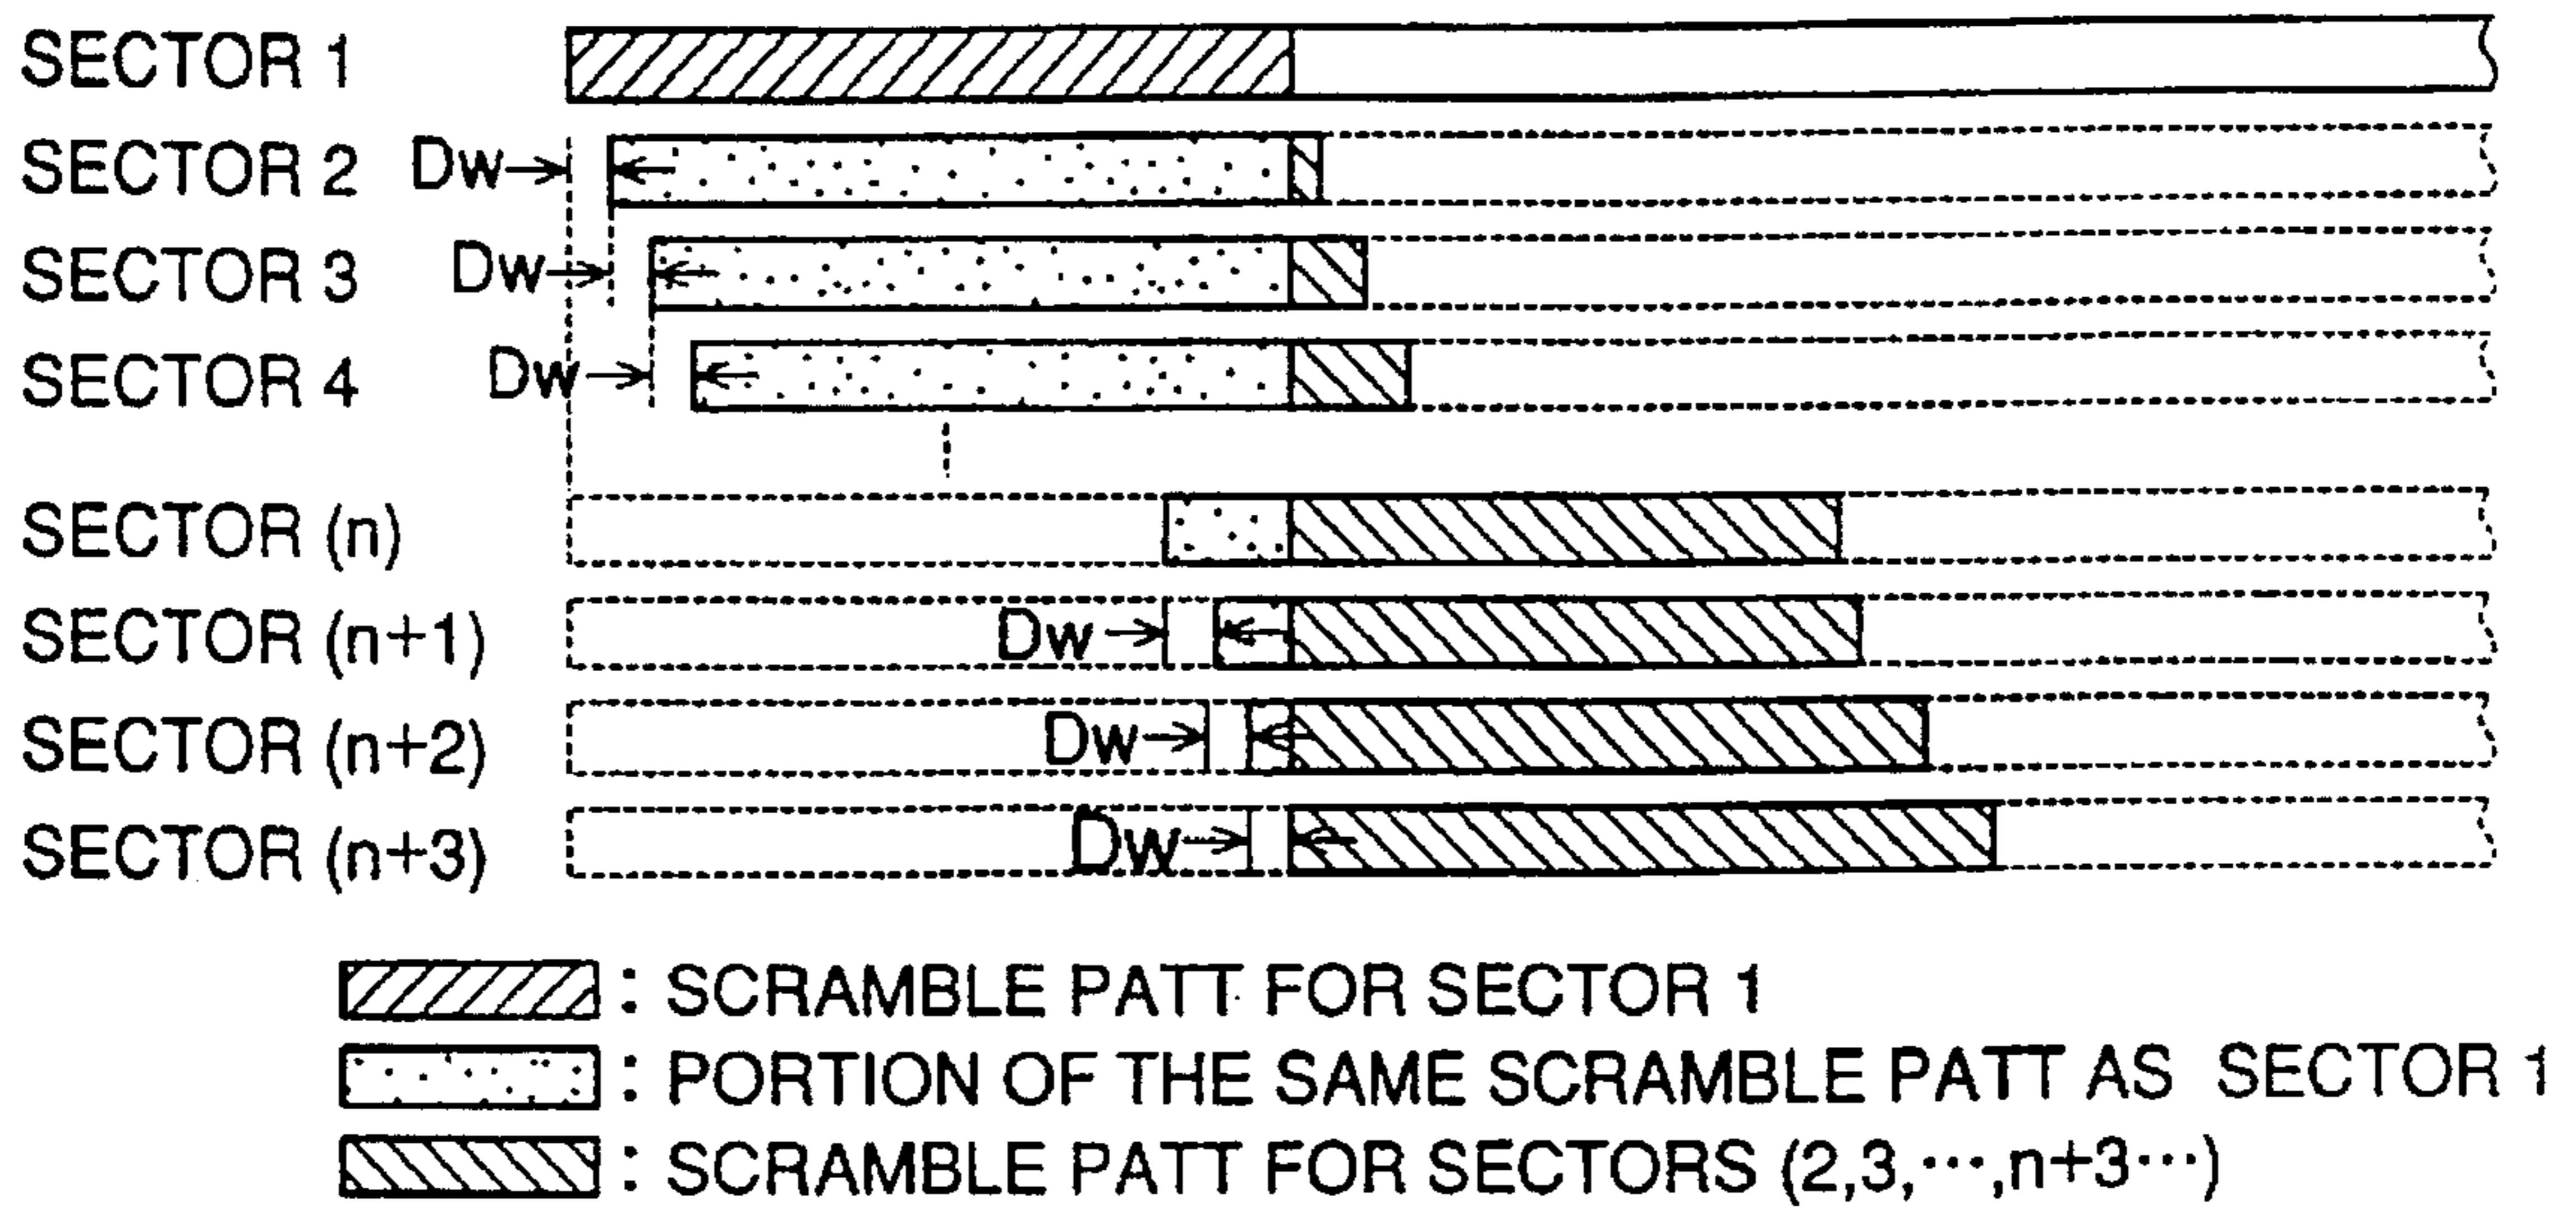 SECTOR 1
SECTOR 2 Dw
SECTOR 3 Dw
SECTOR 4 Dw
SECTOR (n)
SECTOR (n+1) Dw
SECTOR (n+2) Dw
SECTOR (n+3) Dw
: SCRAMBLE PATT FOR SECTOR 1
: PORTION OF THE SAME SCRAMBLE PATT AS SECTOR 1
: SCRAMBLE PATT FOR SECTORS (2,3,···,n+3···)